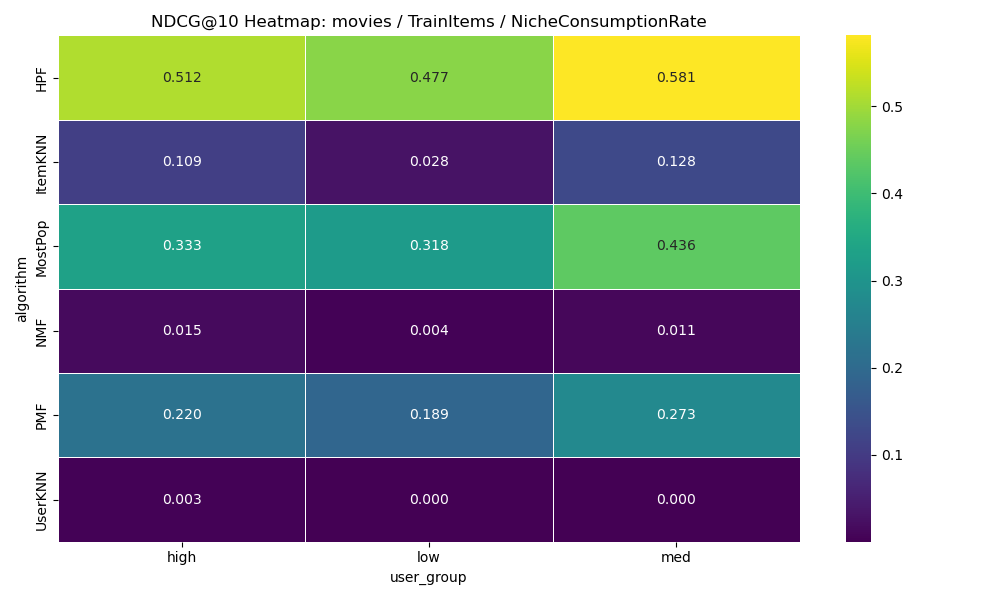 NDCG@10 Heatmap: movies / TrainItems / NicheConsumptionRate
algorithm
HPF 0.512 0.477 0.581
ItemKNN 0.109 0.028 0.128
MostPop 0.333 0.318 0.436
NMF 0.015 0.004 0.011
PMF 0.220 0.189 0.273
UserKNN 0.003 0.000 0.000
high low med
user_group
0.5
0.4
0.3
0.2
0.1